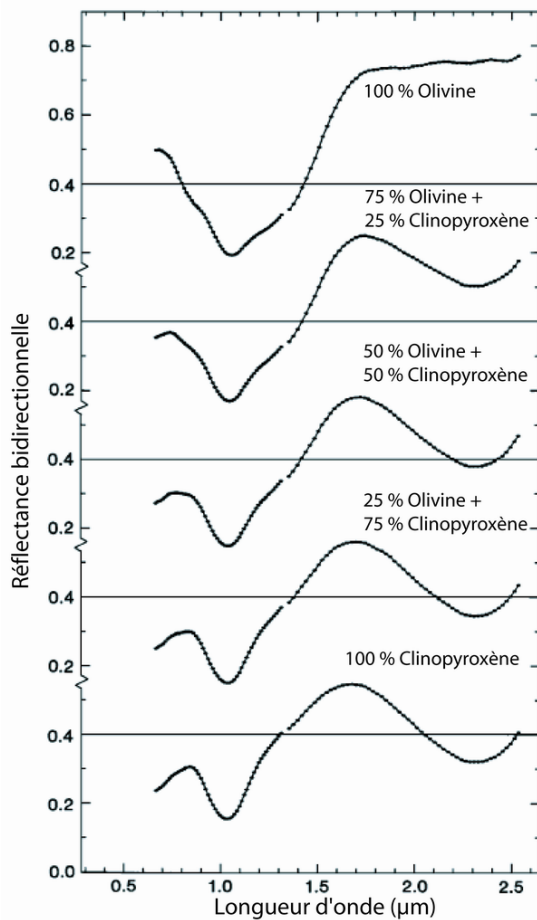 0.8
100 % Olivine
0.6
0.4
75 % Olivine +
25 % Clinopyroxène
0.2
0.4
50 % Olivine +
50 % Clinopyroxène
0.2
0.4
25 % Olivine +
75 % Clinopyroxène
0.2
0.4
0.2
100 % Clinopyroxène
0.4
0.2
0.0
0.5 1.0 1.5 2.0 2.5
Longueur d'onde (μm)
Réflectance bidirectionnelle